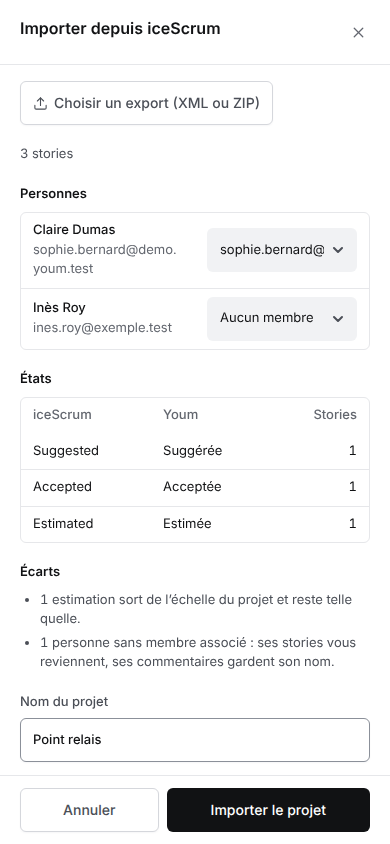 Importer depuis iceScrum
Choisir un export (XML ou ZIP)
3 stories
Personnes
Claire Dumas
sophie.bernard@demo.
youm.test
sophie.bernard@
Inès Roy
ines.roy@exemple.test
Aucun membre
États
iceScrum Youm Stories
Suggested Suggérée 1
Accepted Acceptée 1
Estimated Estimée 1
Écarts
• 1 estimation sort de l’échelle du projet et reste telle
quelle.
• 1 personne sans membre associé : ses stories vous
reviennent, ses commentaires gardent son nom.
Nom du projet
Point relais
Annuler
Importer le projet